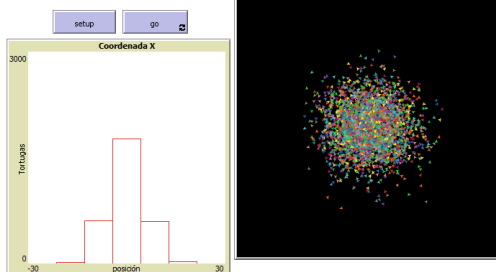 setup
go
Coordenada X
3000
Tortugas
0
-30
posición
30